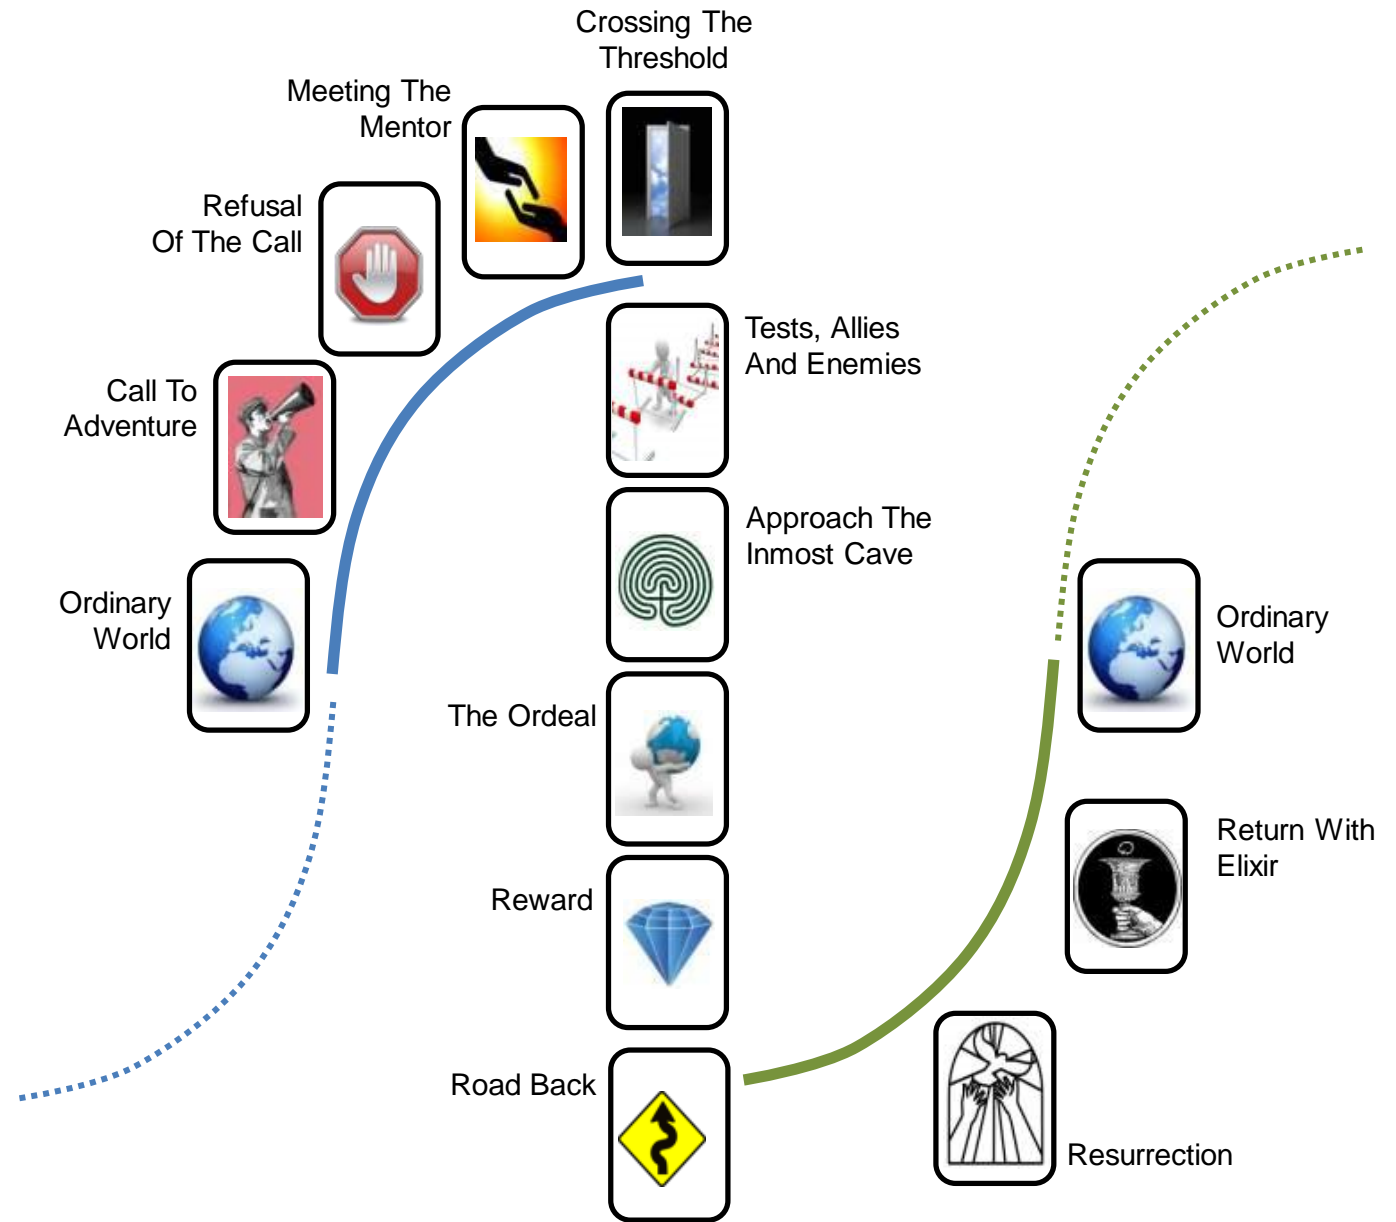 Crossing The
Threshold
Meeting The
Mentor
Refusal
Of The Call
Call To
Adventure
Ordinary
World
Tests, Allies
And Enemies
Approach The
Inmost Cave
The Ordeal
Reward
Road Back
Resurrection
Return With
Elixir
Ordinary
World